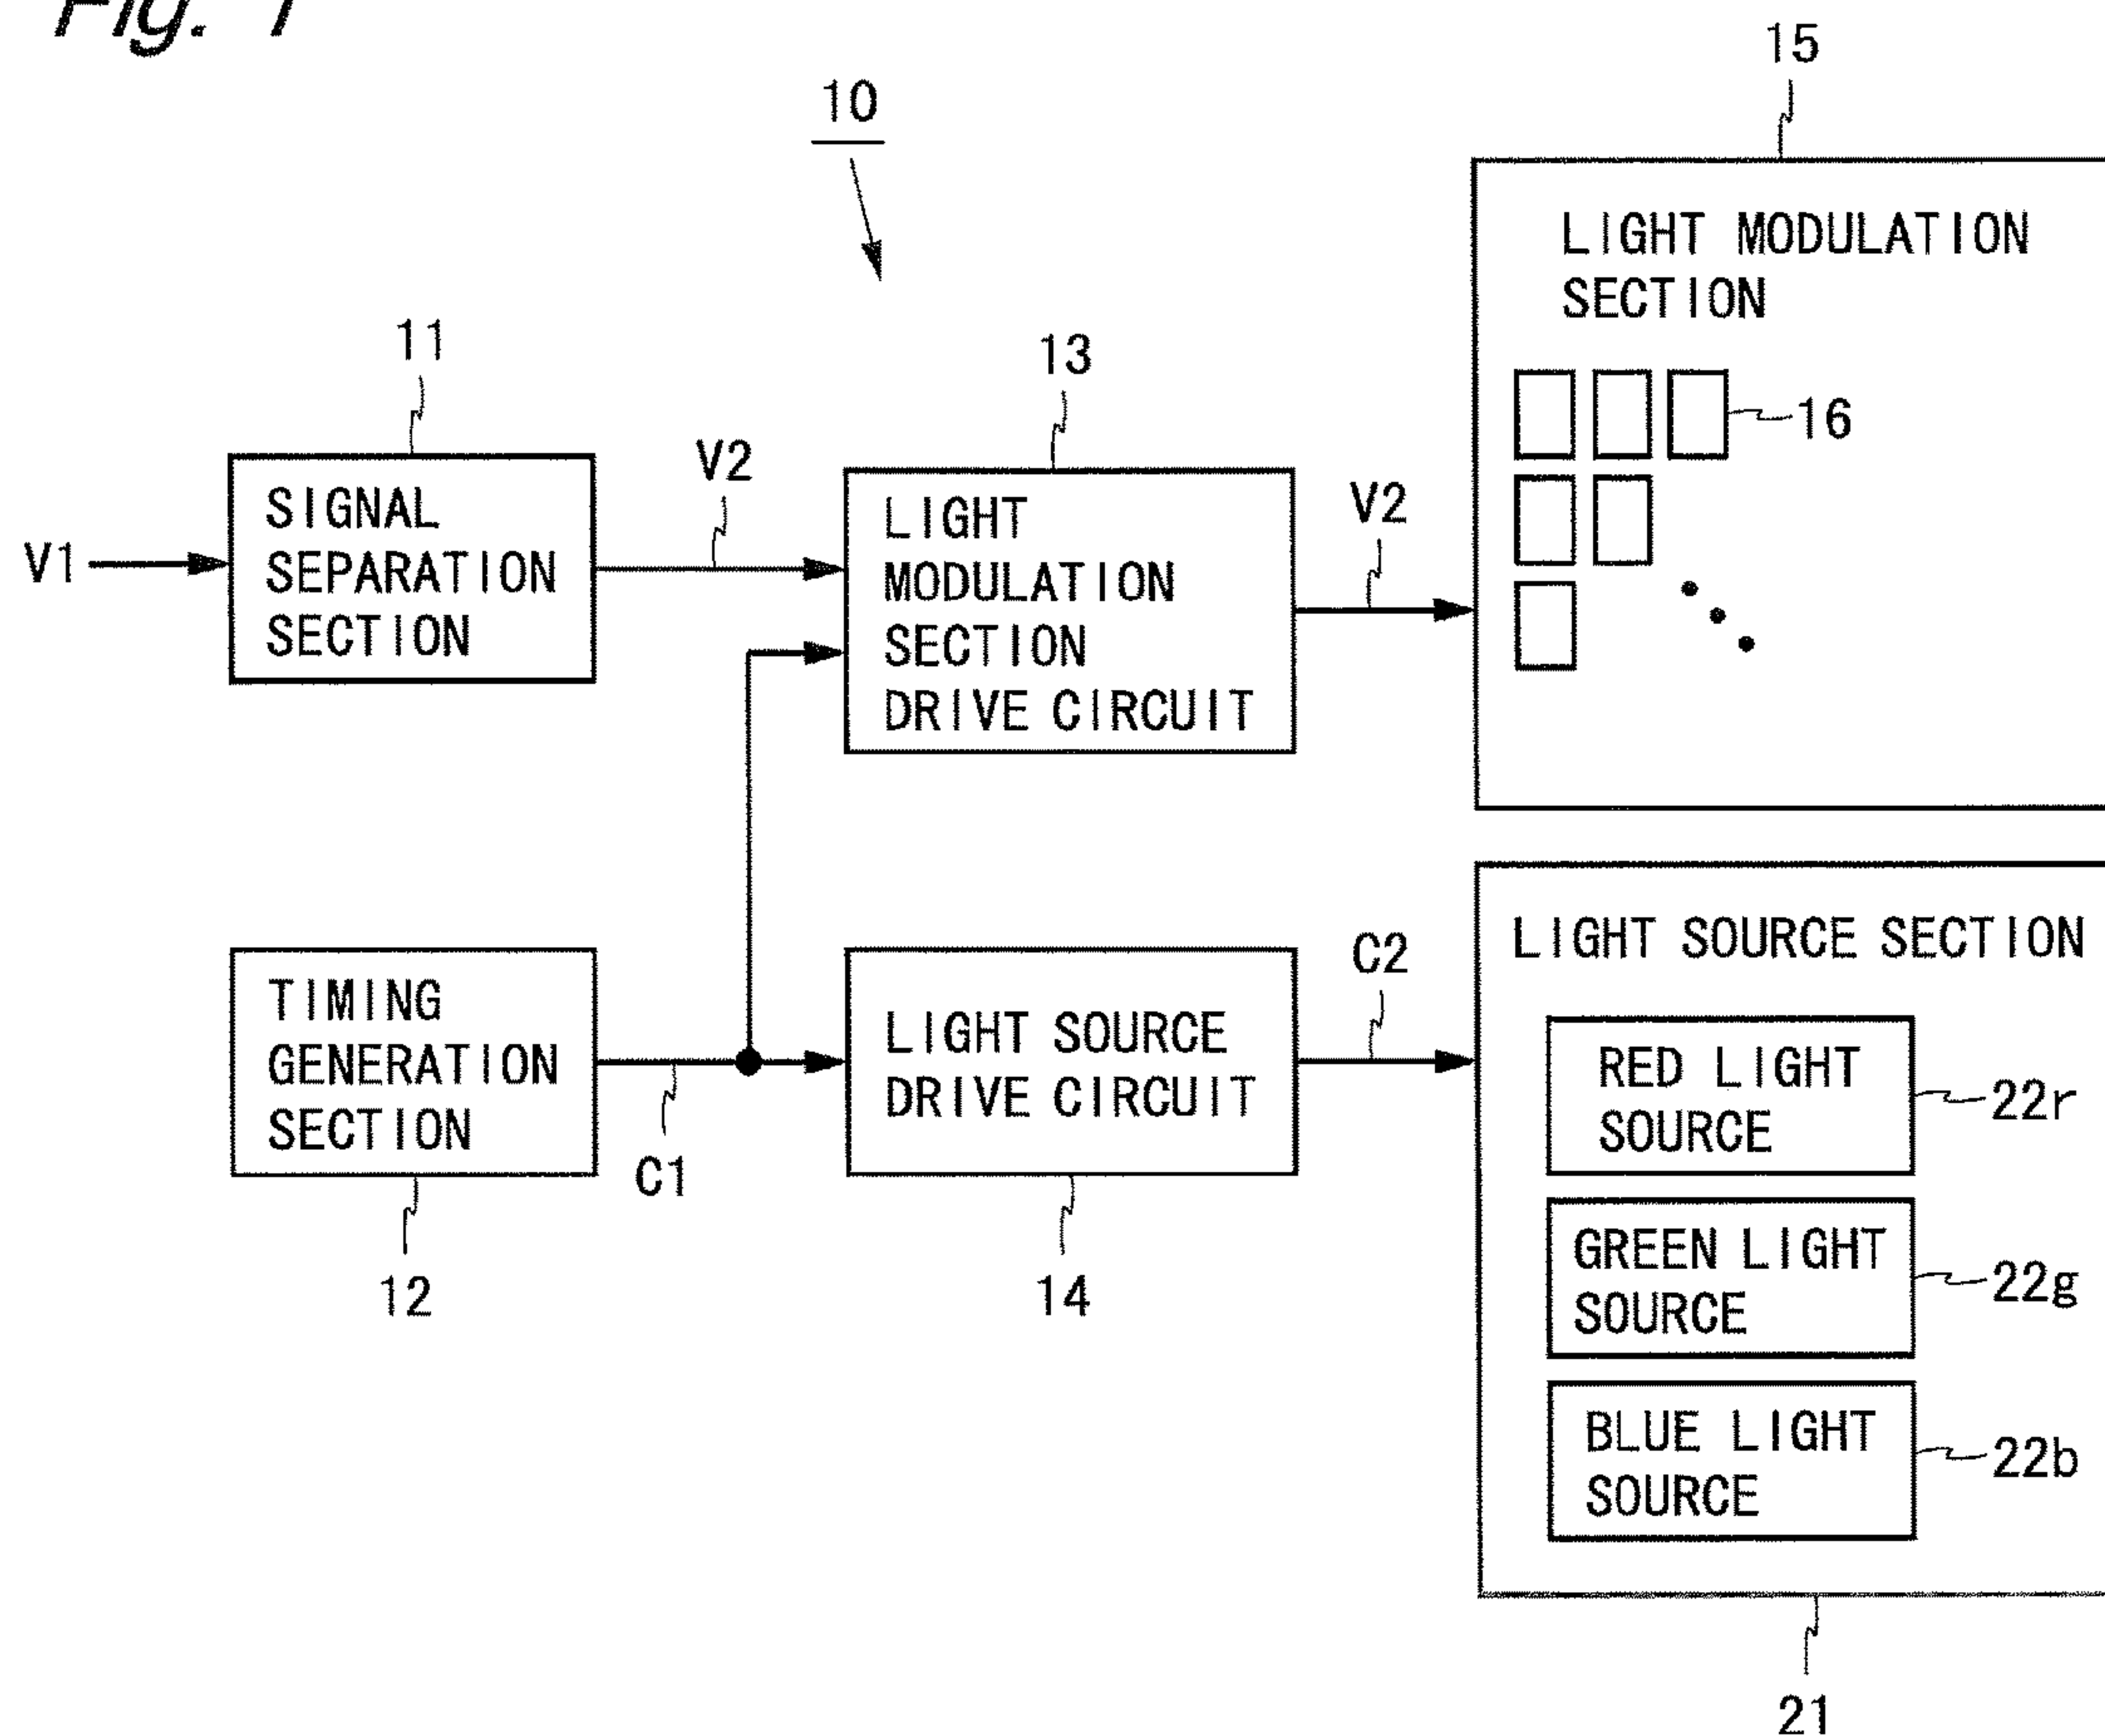 Fig. 1
10
15
LIGHT MODULATION
SECTION
16
11
SIGNAL
SEPARATION
SECTION
V1
V2
13
LIGHT
MODULATION
SECTION
DRIVE CIRCUIT
V2
TIMING
GENERATION
SECTION
12
C1
LIGHT SOURCE
DRIVE CIRCUIT
14
C2
LIGHT SOURCE SECTION
RED LIGHT
SOURCE
22r
GREEN LIGHT
SOURCE
22g
BLUE LIGHT
SOURCE
22b
21